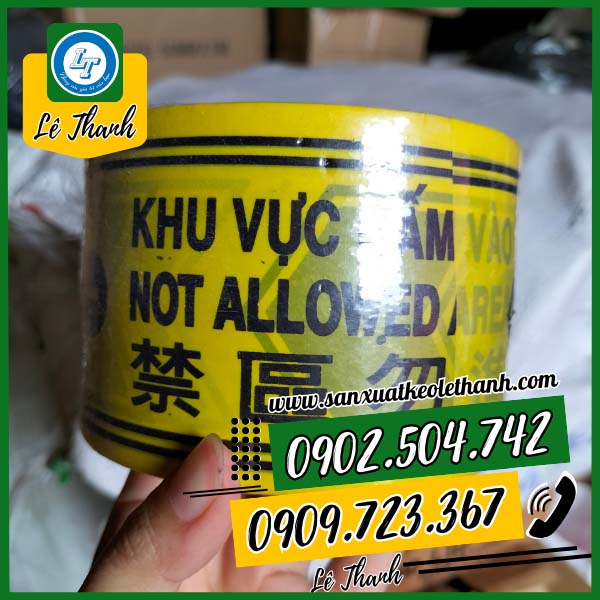 LT
Lê Thanh
KHU VỰC CẤM VÀO
NOT ALLOWED AREA
禁區勿進
www.sanxuatkeolethanh.com
0902.504.742
0909.723.367
Lê Thanh